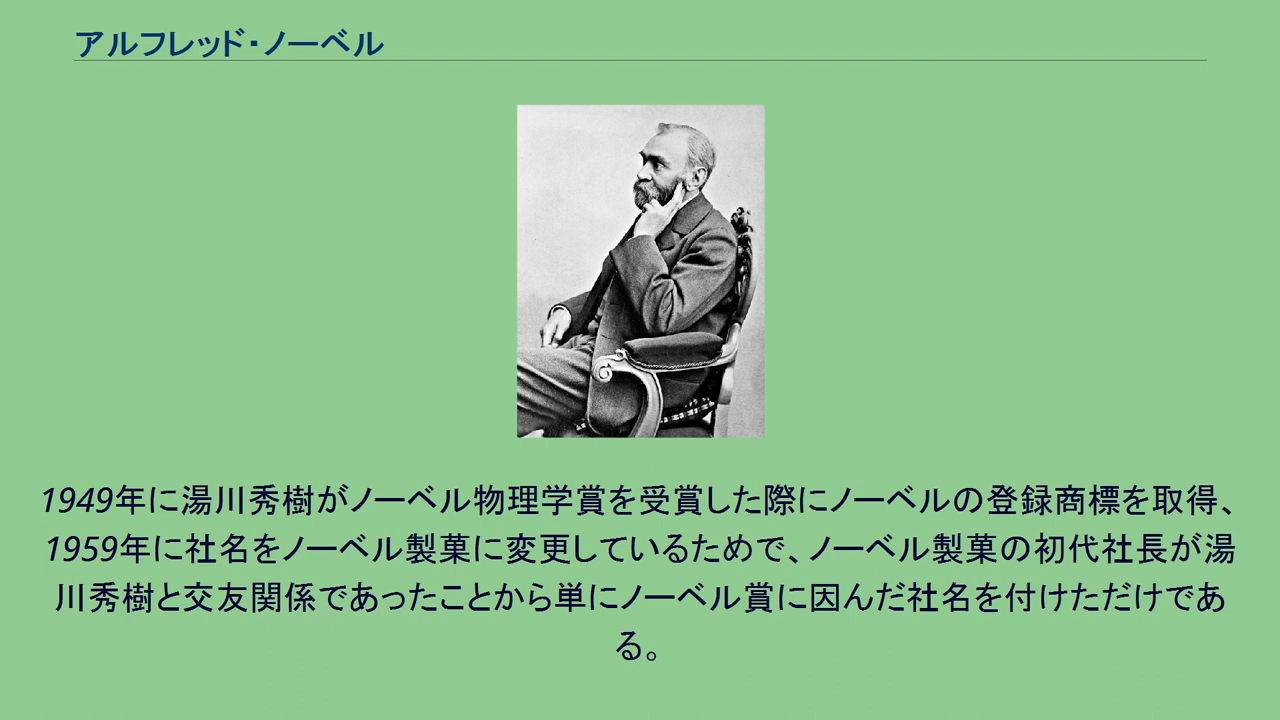 アルフレッド・ノーベル
1949年に湯川秀樹がノーベル物理学賞を受賞した際にノーベルの登録商標を取得、
1959年に社名をノーベル製菓に変更しているためで、ノーベル製菓の初代社長が湯
川秀樹と交友関係であったことから単にノーベル賞に因んだ社名を付けただけであ
る。